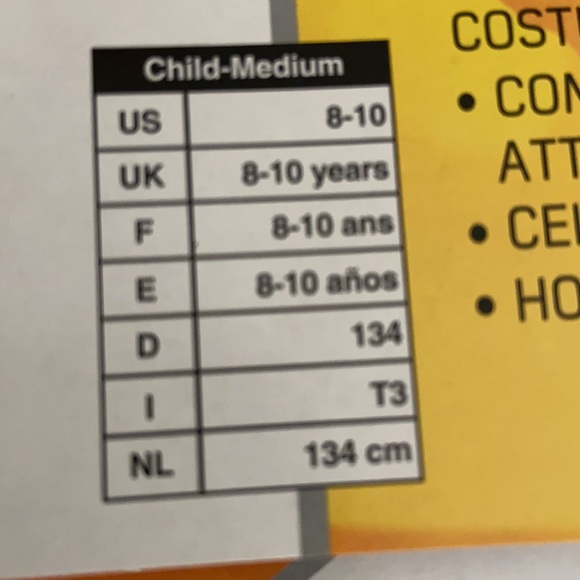 Child-Medium
US 8-10
UK 8-10 years
F 8-10 ans
E 8-10 años
D 134
I T3
NL 134 cm
COST
• CON
ATT
• CEL
• HO